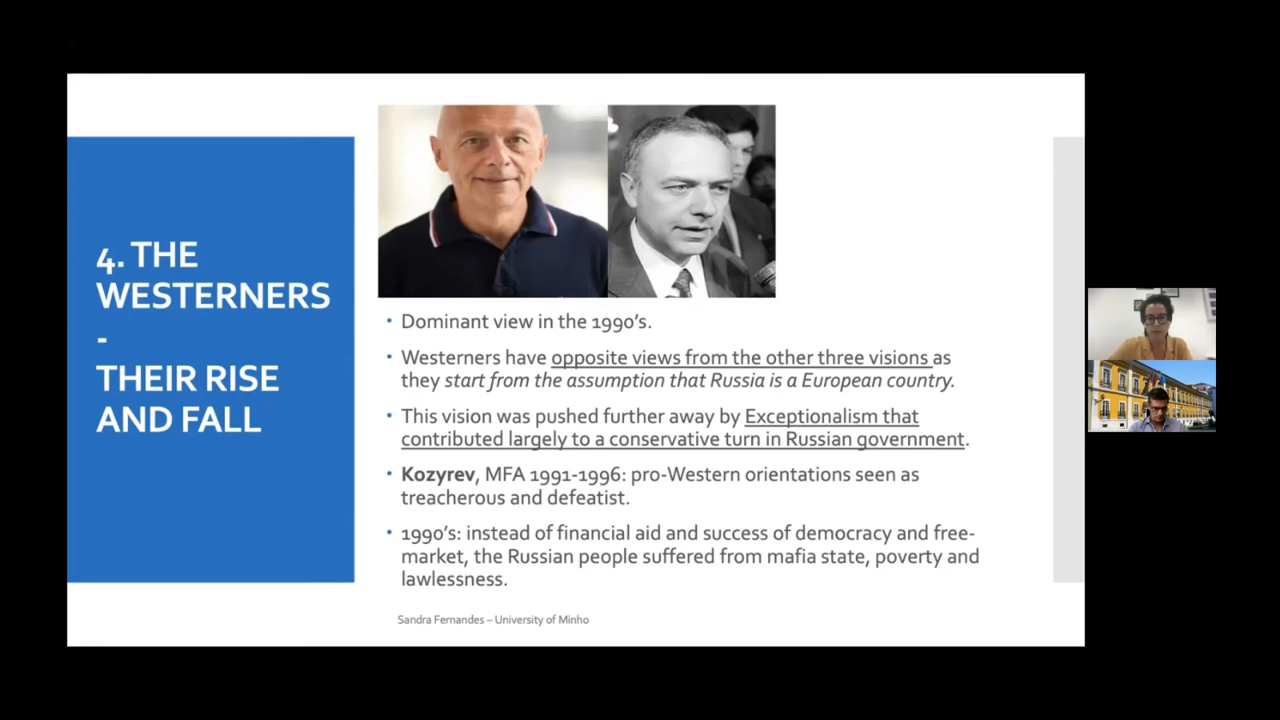 4. THE
WESTERNERS
-
THEIR RISE
AND FALL
• Dominant view in the 1990's.
• Westerners have opposite views from the other three visions as
they start from the assumption that Russia is a European country.
• This vision was pushed further away by Exceptionalism that
contributed largely to a conservative turn in Russian government.
• Kozyrev, MFA 1991-1996: pro-Western orientations seen as
treacherous and defeatist.
• 1990's: instead of financial aid and success of democracy and free-
market, the Russian people suffered from mafia state, poverty and
lawlessness.
Sandra Fernandes – University of Minho